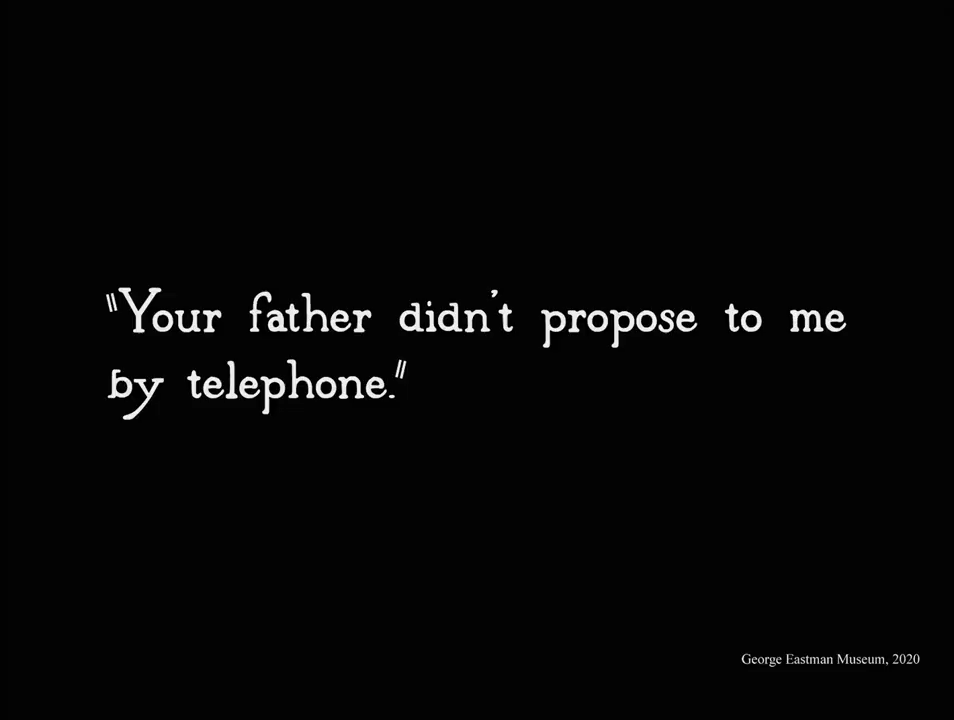 "Your father didn't propose to me
by telephone."
George Eastman Museum, 2020